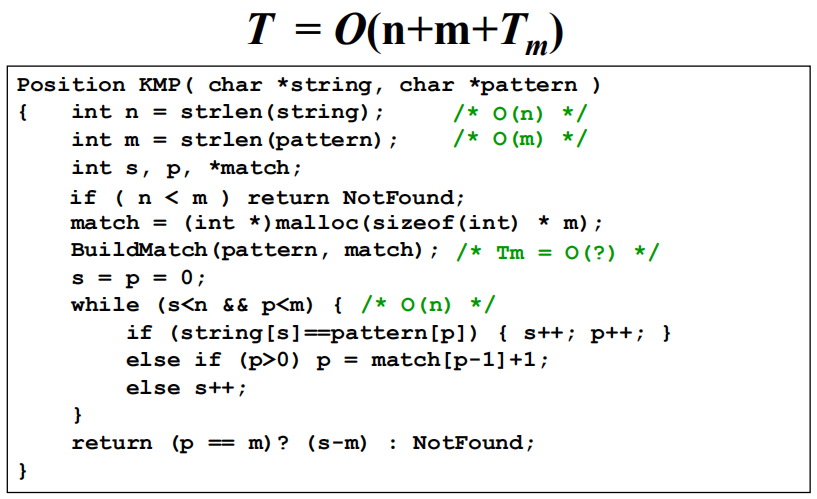 T = O(n+m+Tm)
Position KMP( char *string, char *pattern )
{ int n = strlen(string); /* O(n) */
int m = strlen(pattern); /* O(m) */
int s, p, *match;
if ( n < m ) return NotFound;
match = (int *)malloc(sizeof(int) * m);
BuildMatch(pattern, match); /* Tm = O(?) */
s = p = 0;
while (s<n && p<m) { /* O(n) */
if (string[s]==pattern[p]) { s++; p++; }
else if (p>0) p = match[p-1]+1;
else s++;
}
return (p == m)? (s-m) : NotFound;
}